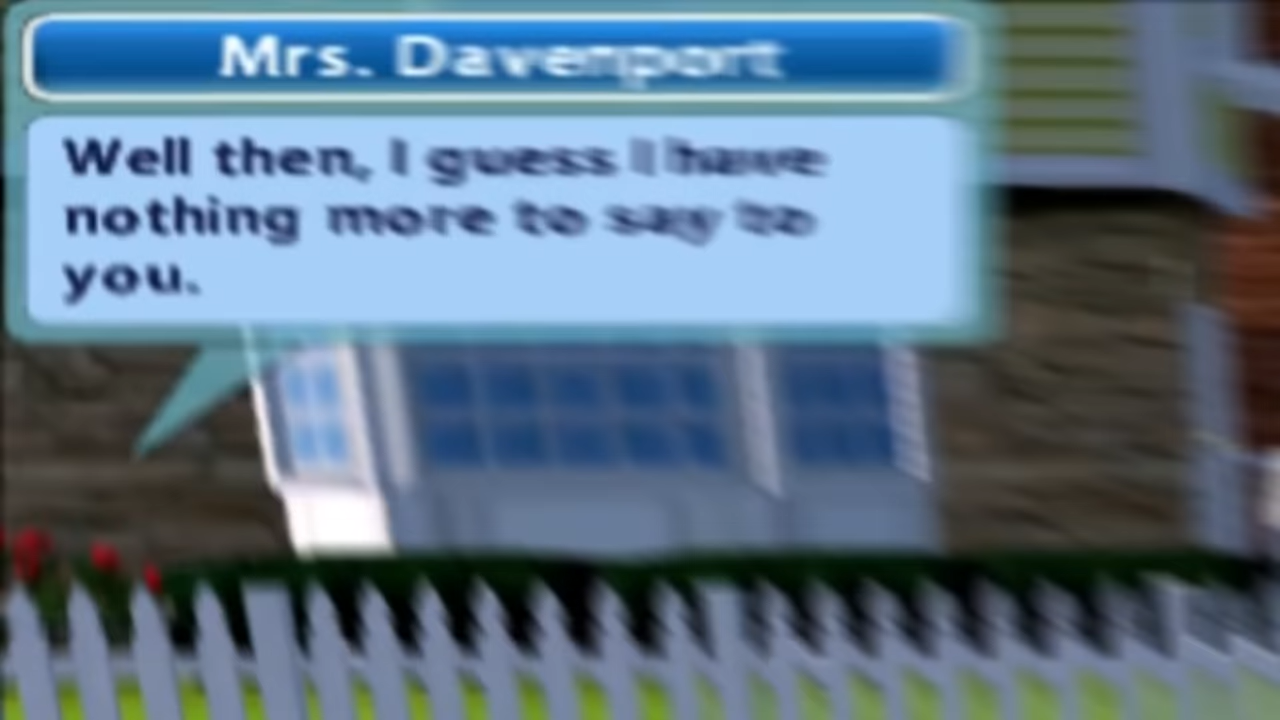 Mrs. Davenport
Well then, I guess I have
nothing more to say to
you.